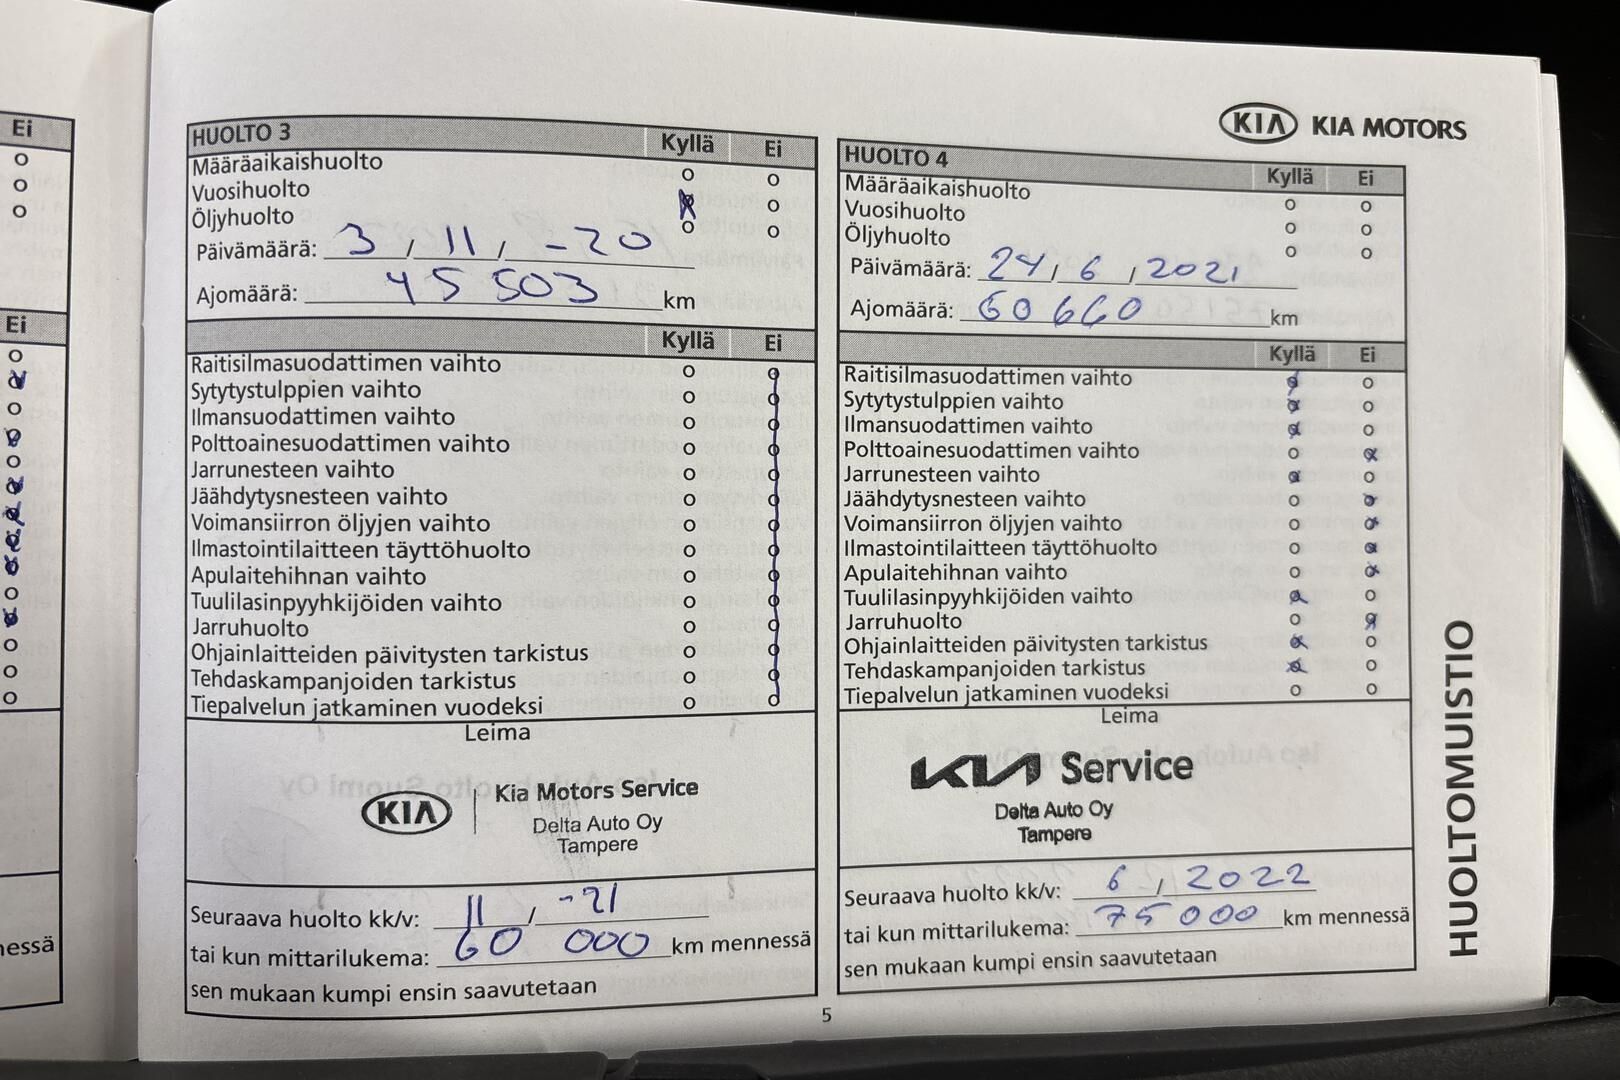 Ei
Ei
nessä
HUOLTO 3 Kyllä Ei
Määräaikaishuolto
Vuosihuolto
Öljyhuolto
Päivämäärä: 3 / 11 / -20
Ajomäärä: 45 503 km
Kyllä Ei
Raitisilmasuodattimen vaihto
Sytytystulppien vaihto
Ilmansuodattimen vaihto
Polttoainesuodattimen vaihto
Jarrunesteen vaihto
Jäähdytysnesteen vaihto
Voimansiirron öljyjen vaihto
Ilmastointilaitteen täyttöhuolto
Apulaitehihnan vaihto
Tuulilasinpyyhkijöiden vaihto
Jarruhuolto
Ohjainlaitteiden päivitysten tarkistus
Tehdaskampanjoiden tarkistus
Tiepalvelun jatkaminen vuodeksi
Leima
KIA Kia Motors Service
Delta Auto Oy
Tampere
Seuraava huolto kk/v: 11 / -21
tai kun mittarilukema: 60 000 km mennessä
sen mukaan kumpi ensin saavutetaan
KIA KIA MOTORS
HUOLTO 4 Kyllä Ei
Määräaikaishuolto
Vuosihuolto
Öljyhuolto
Päivämäärä: 24 / 6 / 2021
Ajomäärä: 60 660 km
Kyllä Ei
Raitisilmasuodattimen vaihto
Sytytystulppien vaihto
Ilmansuodattimen vaihto
Polttoainesuodattimen vaihto
Jarrunesteen vaihto
Jäähdytysnesteen vaihto
Voimansiirron öljyjen vaihto
Ilmastointilaitteen täyttöhuolto
Apulaitehihnan vaihto
Tuulilasinpyyhkijöiden vaihto
Jarruhuolto
Ohjainlaitteiden päivitysten tarkistus
Tehdaskampanjoiden tarkistus
Tiepalvelun jatkaminen vuodeksi
Leima
KIA Service
Delta Auto Oy
Tampere
Seuraava huolto kk/v: 6 / 2022
tai kun mittarilukema: 75 000 km mennessä
sen mukaan kumpi ensin saavutetaan
HUOLTOMUISTIO
5